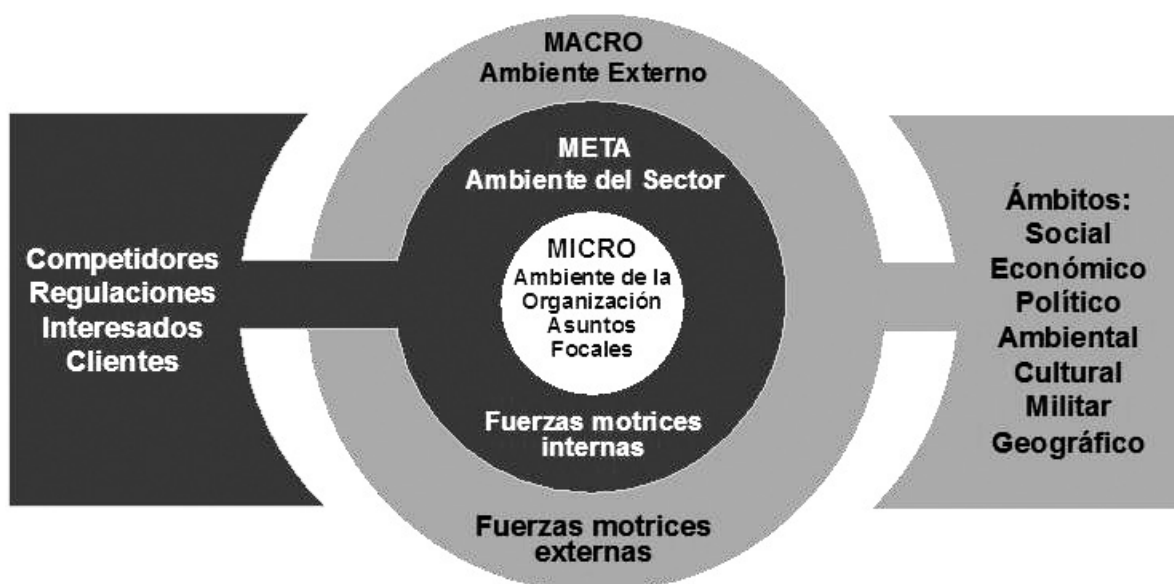 MACRO
Ambiente Externo
META
Ambiente del Sector
MICRO
Ambiente de la
Organización
Asuntos
Focales
Fuerzas motrices
internas
Fuerzas motrices
externas
Competidores
Regulaciones
Interesados
Clientes
Ámbitos:
Social
Económico
Político
Ambiental
Cultural
Militar
Geográfico